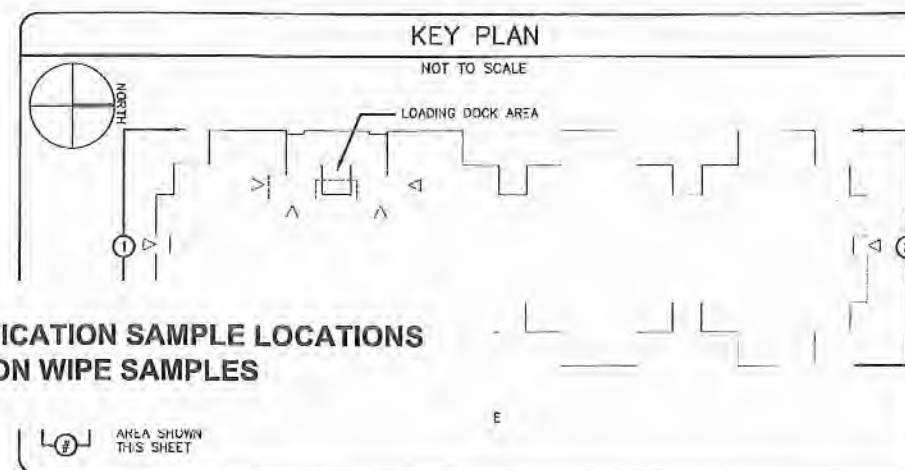 KEY PLAN
NOT TO SCALE
NORTH
LOADING DOCK AREA
1
ICATION SAMPLE LOCATIONS
ON WIPE SAMPLES
E
#
AREA SHOWN
THIS SHEET